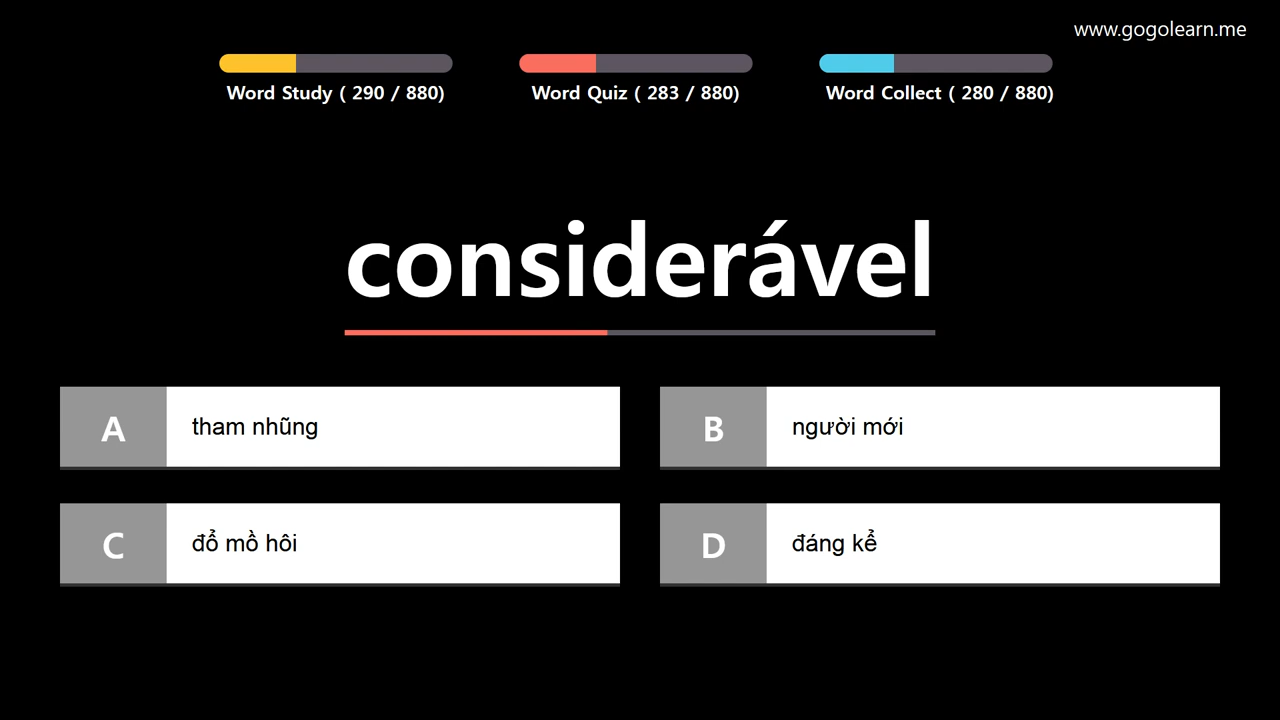 www.gogolearn.me
Word Study ( 290 / 880)
Word Quiz ( 283 / 880)
Word Collect ( 280 / 880)
considerável
A
tham nhũng
B
người mới
C
đổ mồ hôi
D
đáng kể